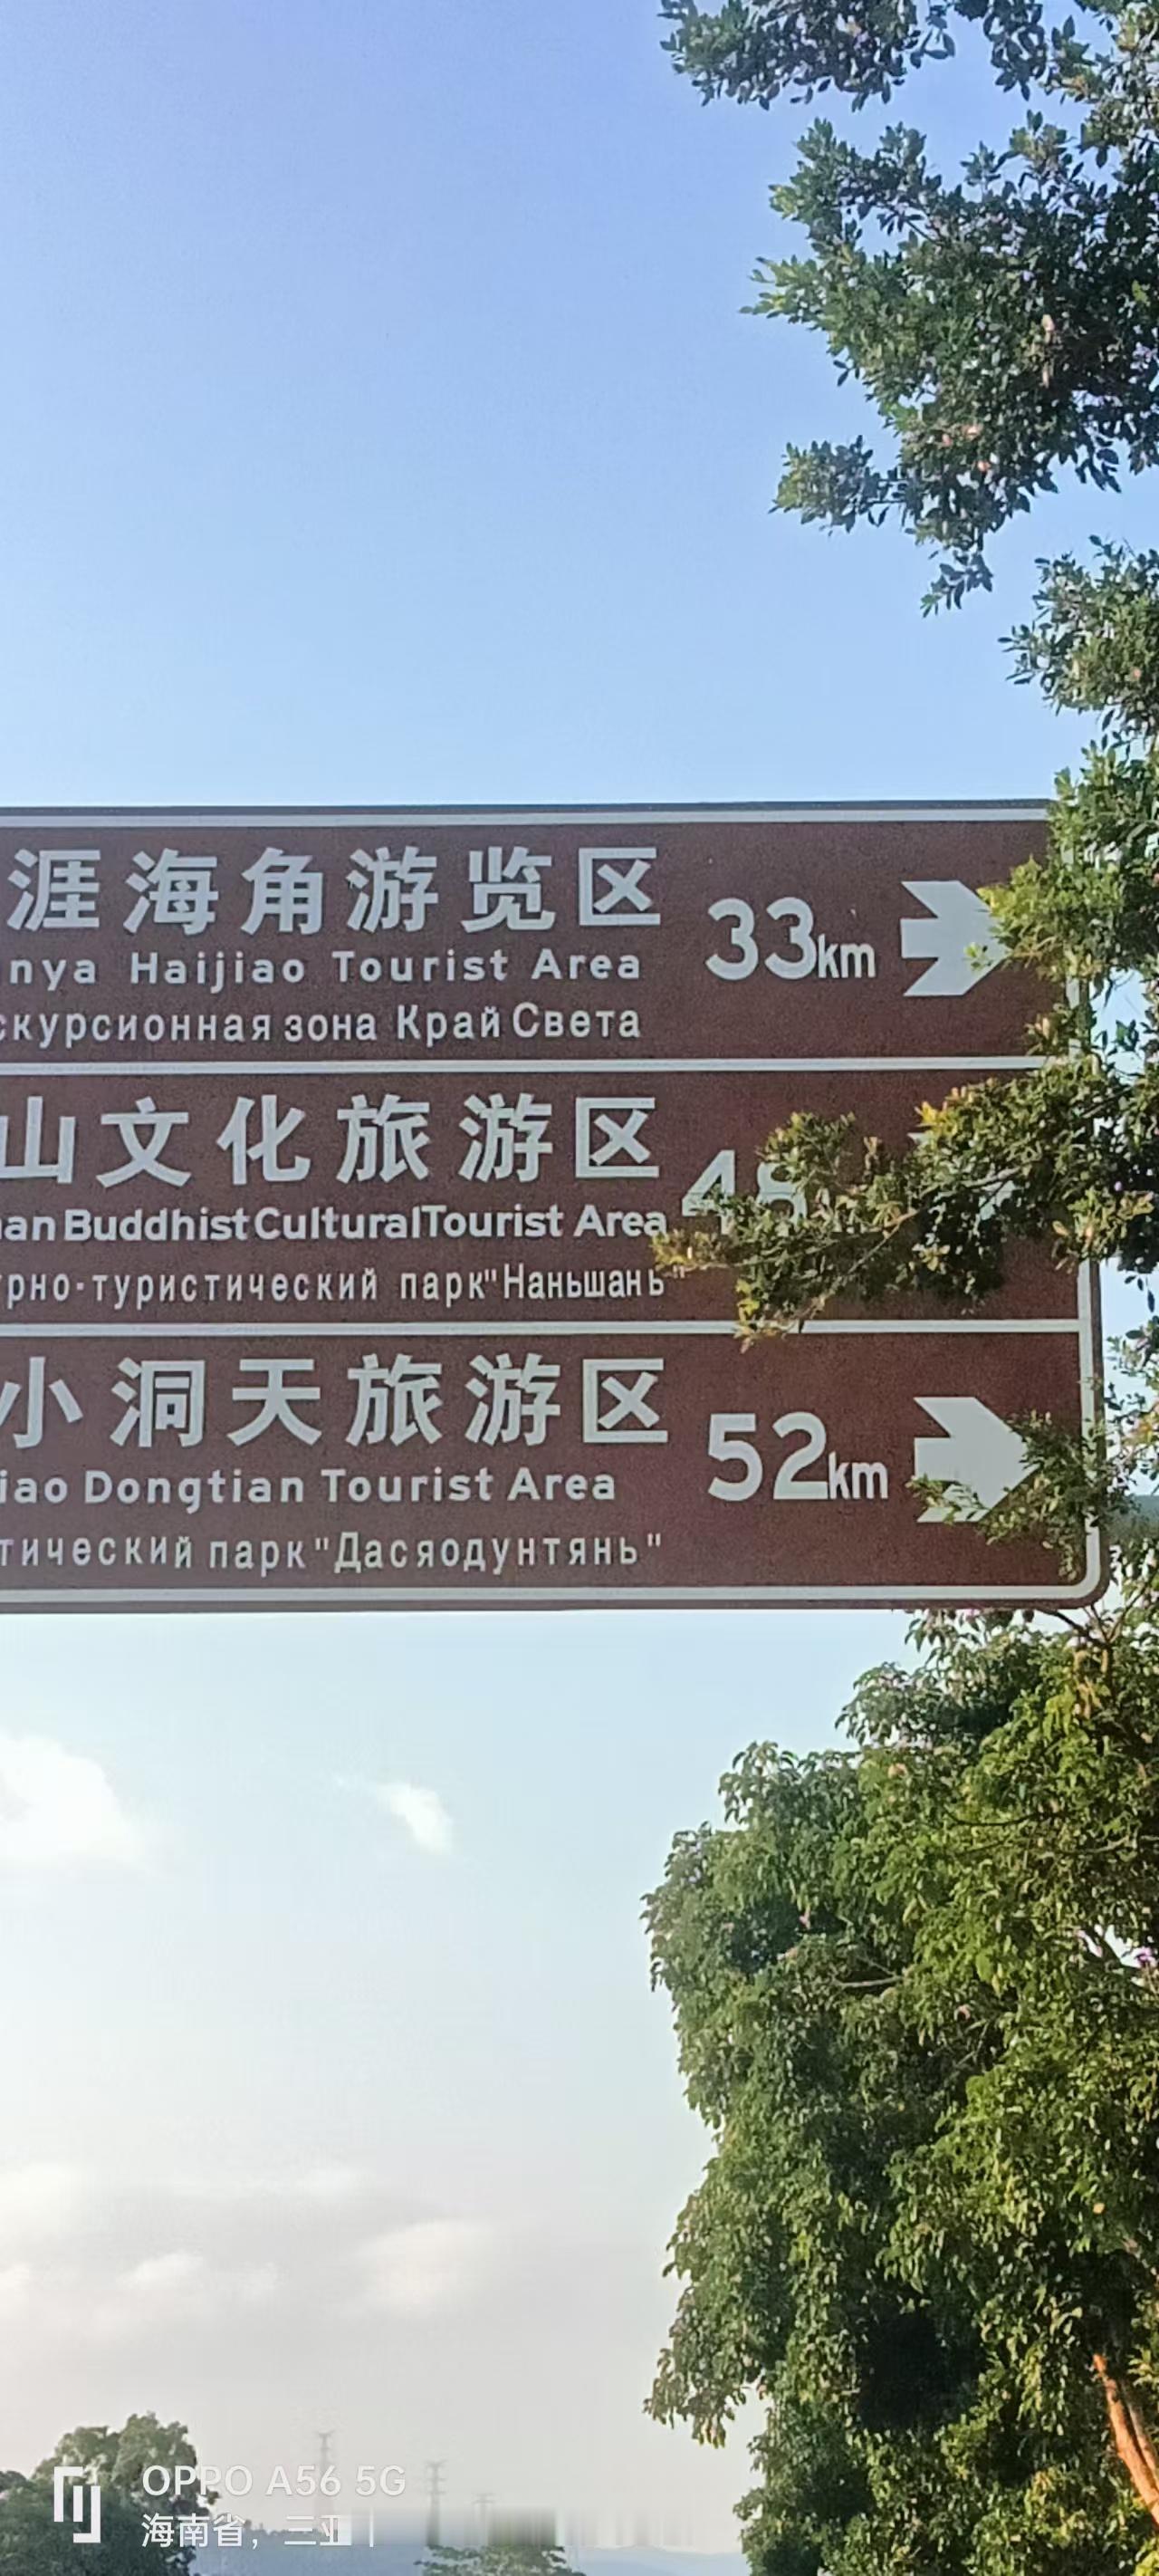 涯海角游览区
33km
nya Haijiao Tourist Area
скурсионная зона Край Света
山文化旅游区
48
an Buddhist Cultural Tourist Area
рно-туристический парк "Наньшань"
小洞天旅游区
52km
iao Dongtian Tourist Area
тический парк "Дасяодунтянь"
OPPO A56 5G
海南省，三亚